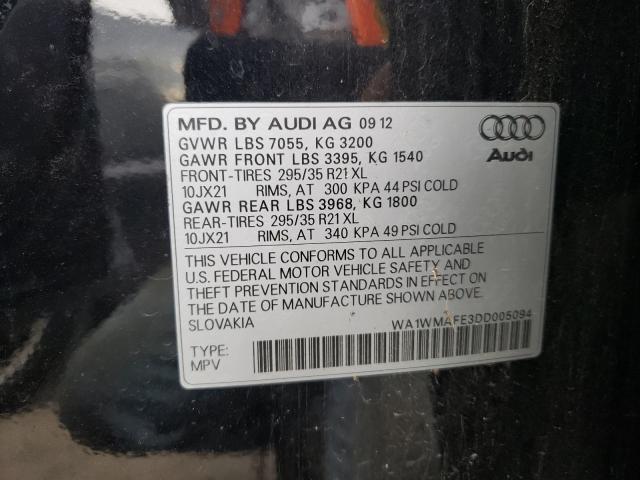 MFD. BY AUDI AG 09 12
GVWR LBS 7055, KG 3200
GAWR FRONT LBS 3395, KG 1540
FRONT-TIRES 295/35 R21 XL
10JX21 RIMS, AT 300 KPA 44 PSI COLD
GAWR REAR LBS 3968, KG 1800
REAR-TIRES 295/35 R21 XL
10JX21 RIMS, AT 340 KPA 49 PSI COLD
Audi
THIS VEHICLE CONFORMS TO ALL APPLICABLE
U.S. FEDERAL MOTOR VEHICLE SAFETY AND
THEFT PREVENTION STANDARDS IN EFFECT ON
THE DATE OF MANUFACTURE SHOWN ABOVE.
SLOVAKIA WA1WMAFE3DD005094
TYPE:
MPV